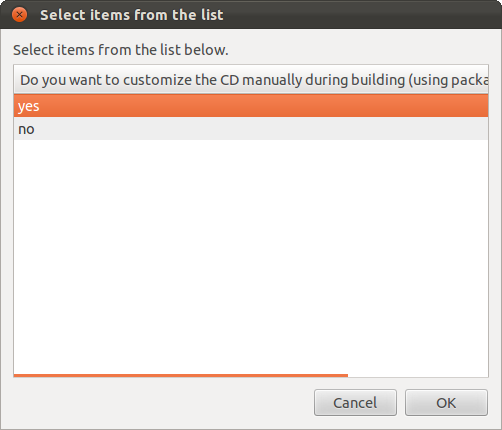 Select items from the list
Select items from the list below.
Do you want to customize the CD manually during building (using packa
yes
no
Cancel
OK